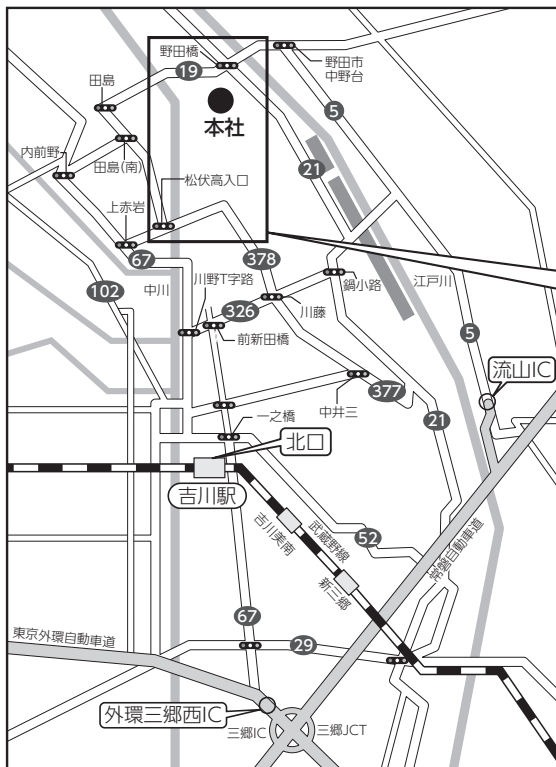 野田橋
野田市
中野台
田島
19
本社
5
田島(南)
内前野
21
松伏高入口
上赤岩
67
378
102
中川
川野丁字路
鍋小路
江戸川
326
川藤
前新田橋
5
流山IC
中井三
377
一之橋
21
北口
吉川駅
吉川美南
武蔵野線
52
常磐自動車道
新三郷
67
東京外環自動車道
29
外環三郷西IC
三郷IC
三郷JCT